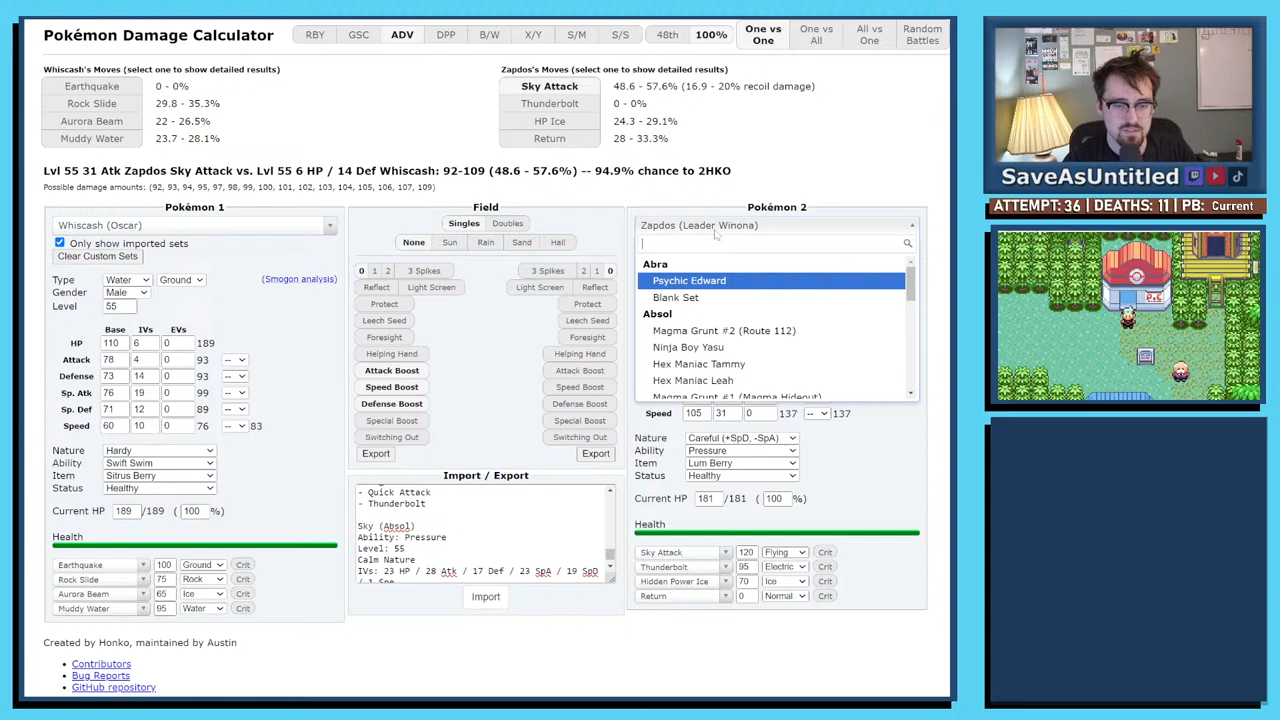 Pokémon Damage Calculator
RBY GSC ADV DPP B/W X/Y S/M S/S 48th 100% One vs One One vs All All vs One Random Battles
Whiscash's Moves (select one to show detailed results)
Earthquake 0 - 0%
Rock Slide 29.8 - 35.3%
Aurora Beam 22 - 26.5%
Muddy Water 23.7 - 28.1%
Zapdos's Moves (select one to show detailed results)
Sky Attack 48.6 - 57.6% (16.9 - 20% recoil damage)
Thunderbolt 0 - 0%
HP Ice 24.3 - 29.1%
Return 28 - 33.3%
Lvl 55 31 Atk Zapdos Sky Attack vs. Lvl 55 6 HP / 14 Def Whiscash: 92-109 (48.6 - 57.6%) -- 94.9% chance to 2HKO
Possible damage amounts: (92, 93, 94, 95, 97, 98, 99, 100, 101, 102, 103, 104, 105, 106, 107, 109)
Pokémon 1
Whiscash (Oscar)
Only show imported sets
Clear Custom Sets
Type Water Ground (Smogon analysis)
Gender Male
Level 55
Base IVs EVs
HP 110 6 0 189
Attack 78 4 0 93 --
Defense 73 14 0 93 --
Sp. Atk 76 19 0 99 --
Sp. Def 71 12 0 89 --
Speed 60 10 0 76 -- 83
Nature Hardy
Ability Swift Swim
Item Sitrus Berry
Status Healthy
Current HP 189 /189 ( 100 %)
Health
Earthquake 100 Ground Crit
Rock Slide 75 Rock Crit
Aurora Beam 65 Ice Crit
Muddy Water 95 Water Crit
Field
Singles Doubles
None Sun Rain Sand Hail
0 1 2 3 Spikes 3 Spikes 2 1 0
Reflect Light Screen Light Screen Reflect
Protect Protect
Leech Seed Leech Seed
Foresight Foresight
Helping Hand Helping Hand
Attack Boost Attack Boost
Speed Boost Speed Boost
Defense Boost Defense Boost
Special Boost Special Boost
Switching Out Switching Out
Export Export
Import / Export
- Quick Attack
- Thunderbolt
Sky (Absol)
Ability: Pressure
Level: 55
Calm Nature
IVs: 23 HP / 28 Atk / 17 Def / 23 SpA / 19 SpD
/ 1 Spe
Import
Pokémon 2
Zapdos (Leader Winona)
Abra
Psychic Edward
Blank Set
Absol
Magma Grunt #2 (Route 112)
Ninja Boy Yasu
Hex Maniac Tammy
Hex Maniac Leah
Magma Grunt #1 (Magma Hideout)
Speed 105 31 0 137 -- 137
Nature Careful (+SpD, -SpA)
Ability Pressure
Item Lum Berry
Status Healthy
Current HP 181 /181 ( 100 %)
Health
Sky Attack 120 Flying Crit
Thunderbolt 95 Electric Crit
Hidden Power Ice 70 Ice Crit
Return 0 Normal Crit
Created by Honko, maintained by Austin
Contributors
Bug Reports
GitHub repository
SaveAsUntitled
ATTEMPT: 36 | DEATHS: 11 | PB: Current
P.C